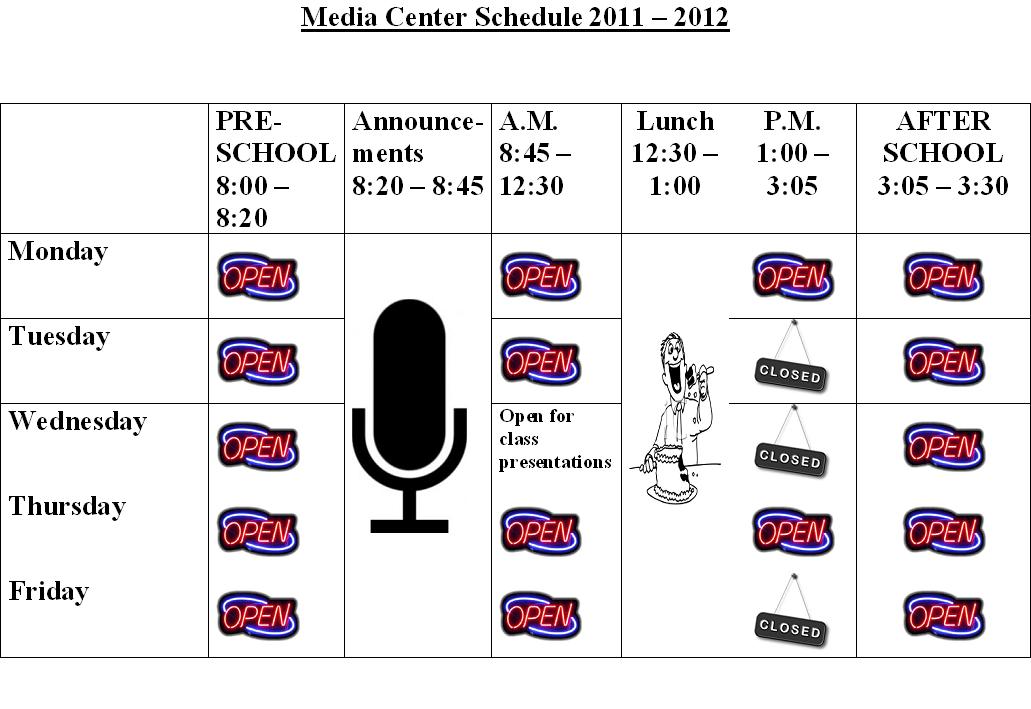 Media Center Schedule 2011 – 2012
PRE-
SCHOOL
8:00 –
8:20
Announce-
ments
8:20 – 8:45
A.M.
8:45 –
12:30
Lunch
12:30 –
1:00
P.M.
1:00 –
3:05
AFTER
SCHOOL
3:05 – 3:30
Monday
OPEN
OPEN
OPEN
OPEN
Tuesday
OPEN
OPEN
CLOSED
OPEN
Wednesday
OPEN
Open for
class
presentations
CLOSED
OPEN
Thursday
OPEN
OPEN
OPEN
OPEN
Friday
OPEN
OPEN
CLOSED
OPEN